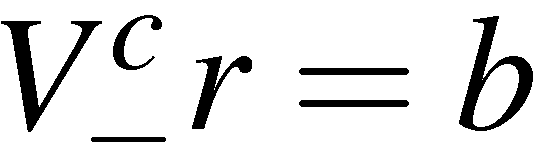 V_^c r = b